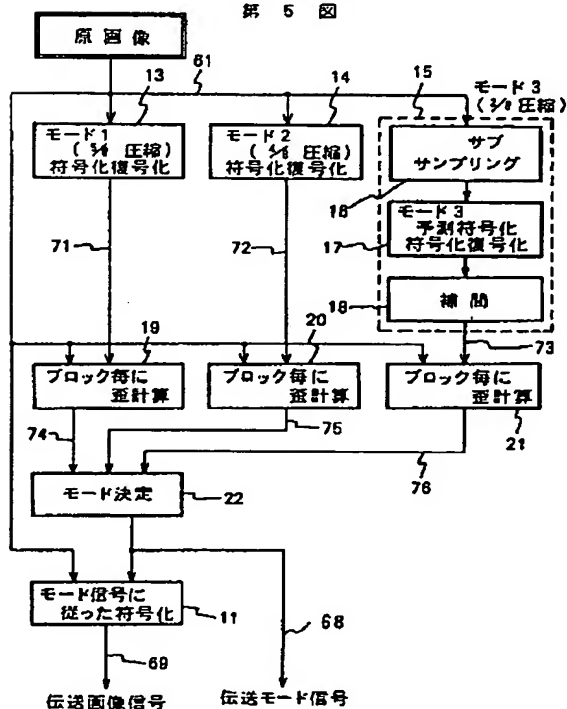 第 5 図
原画像
61
13
14
15
モード3
(3/8 圧縮)
モード1
(5/8 圧縮)
符号化復号化
モード2
(4/8 圧縮)
符号化復号化
サブ
サンプリング
16
モード3
予測符号化
符号化復号化
17
補間
18
71
72
73
19
20
ブロック毎に
歪計算
ブロック毎に
歪計算
ブロック毎に
歪計算
21
74
75
76
モード決定
22
モード信号に
従った符号化
11
68
69
伝送画像信号
伝送モード信号